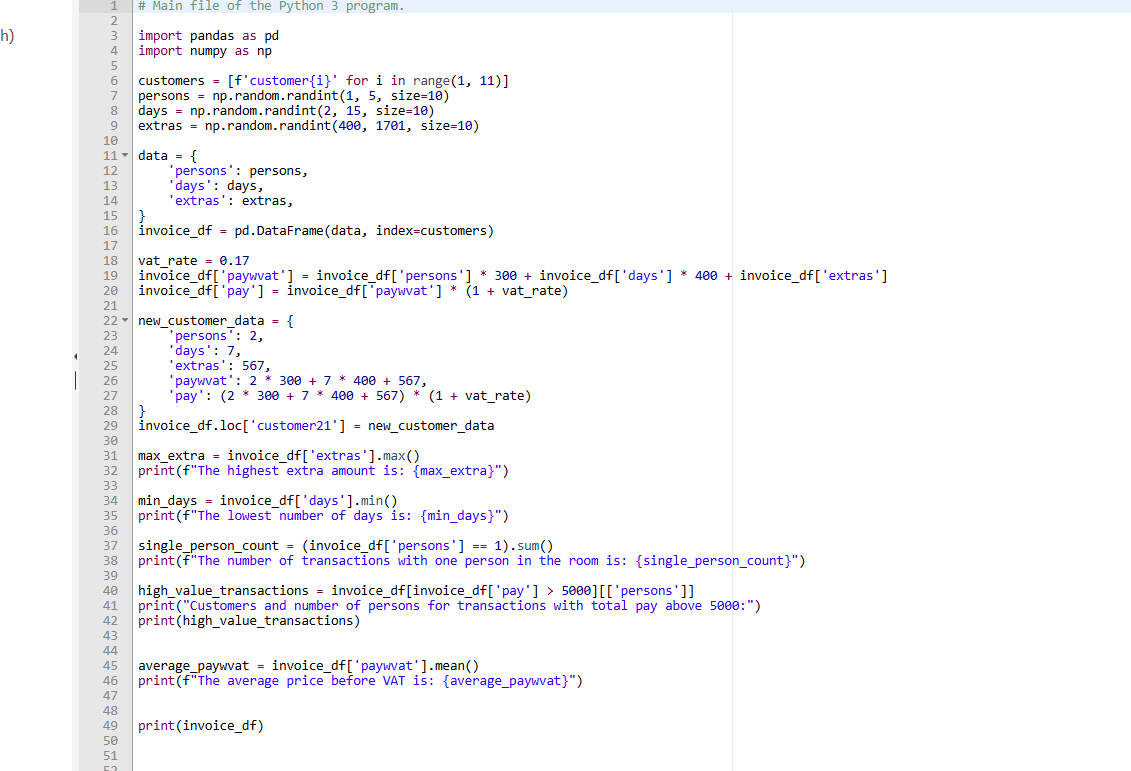 h)
1 # Main file of the Python 3 program.
2
3 import pandas as pd
4 import numpy as np
5
6 customers = [f'customer{i}' for i in range(1, 11)]
7 persons = np.random.randint(1, 5, size=10)
8 days = np.random.randint(2, 15, size=10)
9 extras = np.random.randint(400, 1701, size=10)
10
11 data = {
12     'persons': persons,
13     'days': days,
14     'extras': extras,
15 }
16 invoice_df = pd.DataFrame(data, index=customers)
17
18 vat_rate = 0.17
19 invoice_df['paywvat'] = invoice_df['persons'] * 300 + invoice_df['days'] * 400 + invoice_df['extras']
20 invoice_df['pay'] = invoice_df['paywvat'] * (1 + vat_rate)
21
22 new_customer_data = {
23     'persons': 2,
24     'days': 7,
25     'extras': 567,
26     'paywvat': 2 * 300 + 7 * 400 + 567,
27     'pay': (2 * 300 + 7 * 400 + 567) * (1 + vat_rate)
28 }
29 invoice_df.loc['customer21'] = new_customer_data
30
31 max_extra = invoice_df['extras'].max()
32 print(f"The highest extra amount is: {max_extra}")
33
34 min_days = invoice_df['days'].min()
35 print(f"The lowest number of days is: {min_days}")
36
37 single_person_count = (invoice_df['persons'] == 1).sum()
38 print(f"The number of transactions with one person in the room is: {single_person_count}")
39
40 high_value_transactions = invoice_df[invoice_df['pay'] > 5000][['persons']]
41 print("Customers and number of persons for transactions with total pay above 5000:")
42 print(high_value_transactions)
43
44
45 average_paywvat = invoice_df['paywvat'].mean()
46 print(f"The average price before VAT is: {average_paywvat}")
47
48
49 print(invoice_df)
50
51
52